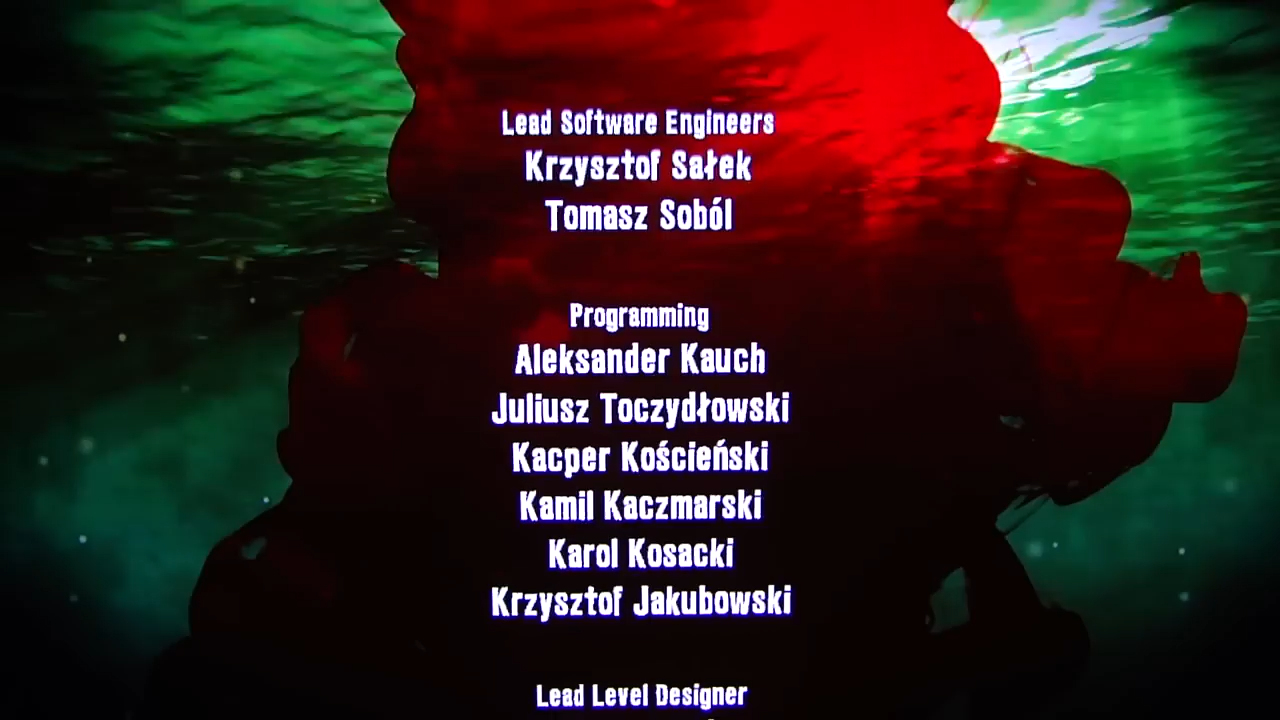 Lead Software Engineers
Krzysztof Sałek
Tomasz Soból
Programming
Aleksander Kauch
Juliusz Toczydłowski
Kacper Kościeński
Kamil Kaczmarski
Karol Kosacki
Krzysztof Jakubowski
Lead Level Designer